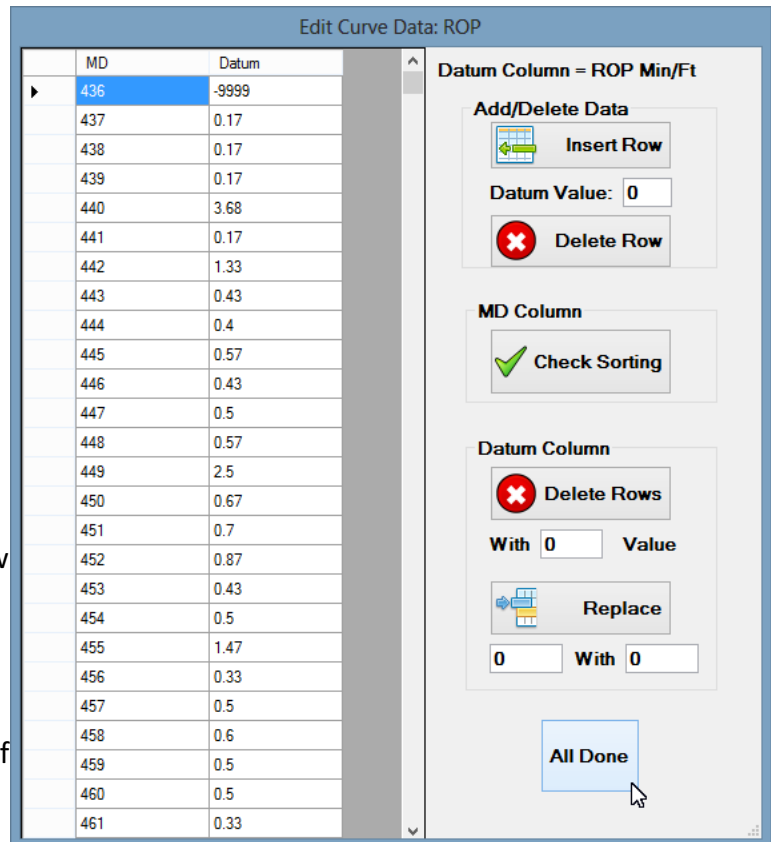 Edit Curve Data: ROP
MD Datum
436 -9999
437 0.17
438 0.17
439 0.17
440 3.68
441 0.17
442 1.33
443 0.43
444 0.4
445 0.57
446 0.43
447 0.5
448 0.57
449 2.5
450 0.67
451 0.7
452 0.87
453 0.43
454 0.5
455 1.47
456 0.33
457 0.5
458 0.6
459 0.5
460 0.5
461 0.33
Datum Column = ROP Min/Ft
Add/Delete Data
Insert Row
Datum Value: 0
Delete Row
MD Column
Check Sorting
Datum Column
Delete Rows
With 0 Value
Replace
0 With 0
All Done